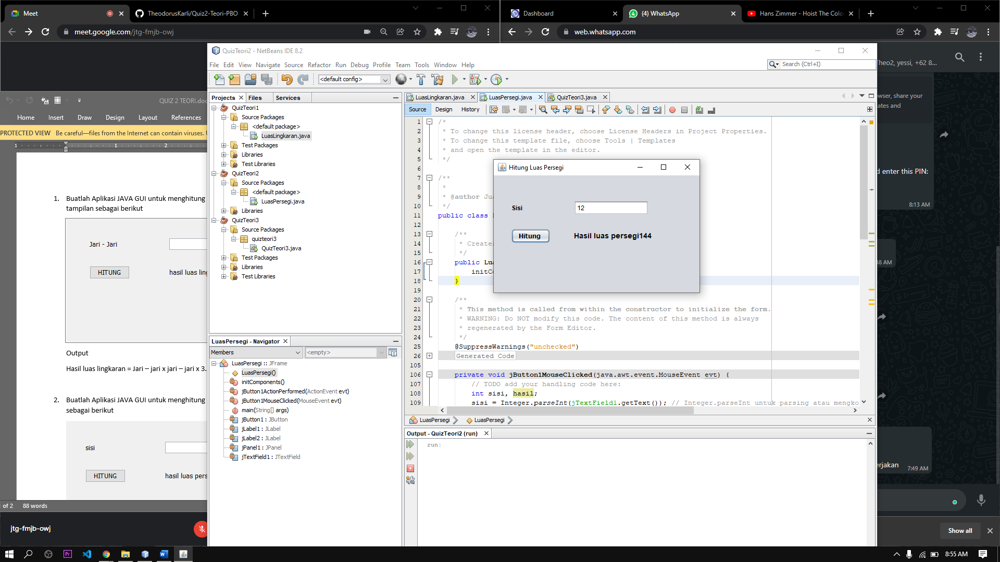 Meet
TheodorusKarli/Quiz2-Teori-PBO
Dashboard
(4) WhatsApp
Hans Zimmer - Hoist The Colo
meet.google.com/jtg-fmjb-owj
web.whatsapp.com
QuizTeori2 - NetBeans IDE 8.2
File Edit View Navigate Source Refactor Run Debug Profile Team Tools Window Help
Search (Ctrl+I)
<default config>
Theo2, yessi, +62 8...
QUIZ 2 TEORI.doc
Home Insert Draw Design Layout References
PROTECTED VIEW Be careful—files from the Internet can contain viruses.
1 1 2
1. Buatlah Aplikasi JAVA GUI untuk menghitung
tampilan sebagai berikut
Jari - Jari
HITUNG
hasil luas ling
Output
Hasil luas lingkaran = Jari – jari x jari – jari x 3.
2. Buatlah Aplikasi JAVA GUI untuk menghitung
sebagai berikut
sisi
HITUNG
hasil luas pers
of 2 88 words
jtg-fmjb-owj
Projects Files Services
QuizTeori1
Source Packages
<default package>
LuasLingkaran.java
Test Packages
Libraries
Test Libraries
QuizTeori2
Source Packages
<default package>
LuasPersegi.java
Libraries
QuizTeori3
Source Packages
quizteori3
QuizTeori3.java
Test Packages
Libraries
Test Libraries
LuasPersegi - Navigator
Members
<empty>
LuasPersegi :: JFrame
LuasPersegi()
initComponents()
jButton1ActionPerformed(ActionEvent evt)
jButton1MouseClicked(MouseEvent evt)
main(String[] args)
jButton1 : JButton
jLabel1 : JLabel
jLabel2 : JLabel
jPanel1 : JPanel
jTextField1 : JTextField
LuasLingkaran.java LuasPersegi.java QuizTeori3.java
Source Design History
1 /*
2 * To change this license header, choose License Headers in Project Properties.
3 * To change this template file, choose Tools | Templates
4 * and open the template in the editor.
5 */
6
7 /**
8 *
9 * @author Jua
10 */
11 public class
12
13 /**
14 * Creates
15 */
16 public Lua
17 initCo
18 }
19
20 /**
21 * This method is called from within the constructor to initialize the form.
22 * WARNING: Do NOT modify this code. The content of this method is always
23 * regenerated by the Form Editor.
24 */
25 @SuppressWarnings("unchecked")
26 Generated Code
105
106 private void jButton1MouseClicked(java.awt.event.MouseEvent evt) {
107 // TODO add your handling code here:
108 int sisi, hasil;
109 sisi = Integer.parseInt(jTextField1.getText()); // Integer.parseInt untuk parsing atau mengko
Hitung Luas Persegi
Sisi
12
Hitung
Hasil luas persegi144
LuasPersegi LuasPersegi
Output - QuizTeori2 (run)
run:
wser, share your
ates and
d enter this PIN:
8:13 AM
48 AM
erjakan
7:49 AM
Show all
8:55 AM